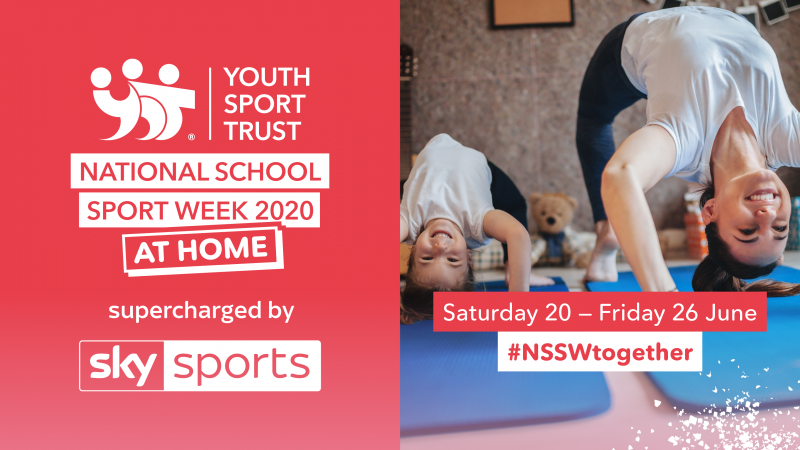 YOUTH
SPORT
TRUST
®
NATIONAL SCHOOL
SPORT WEEK 2020
AT HOME
supercharged by
sky sports
Saturday 20 – Friday 26 June
#NSSWtogether